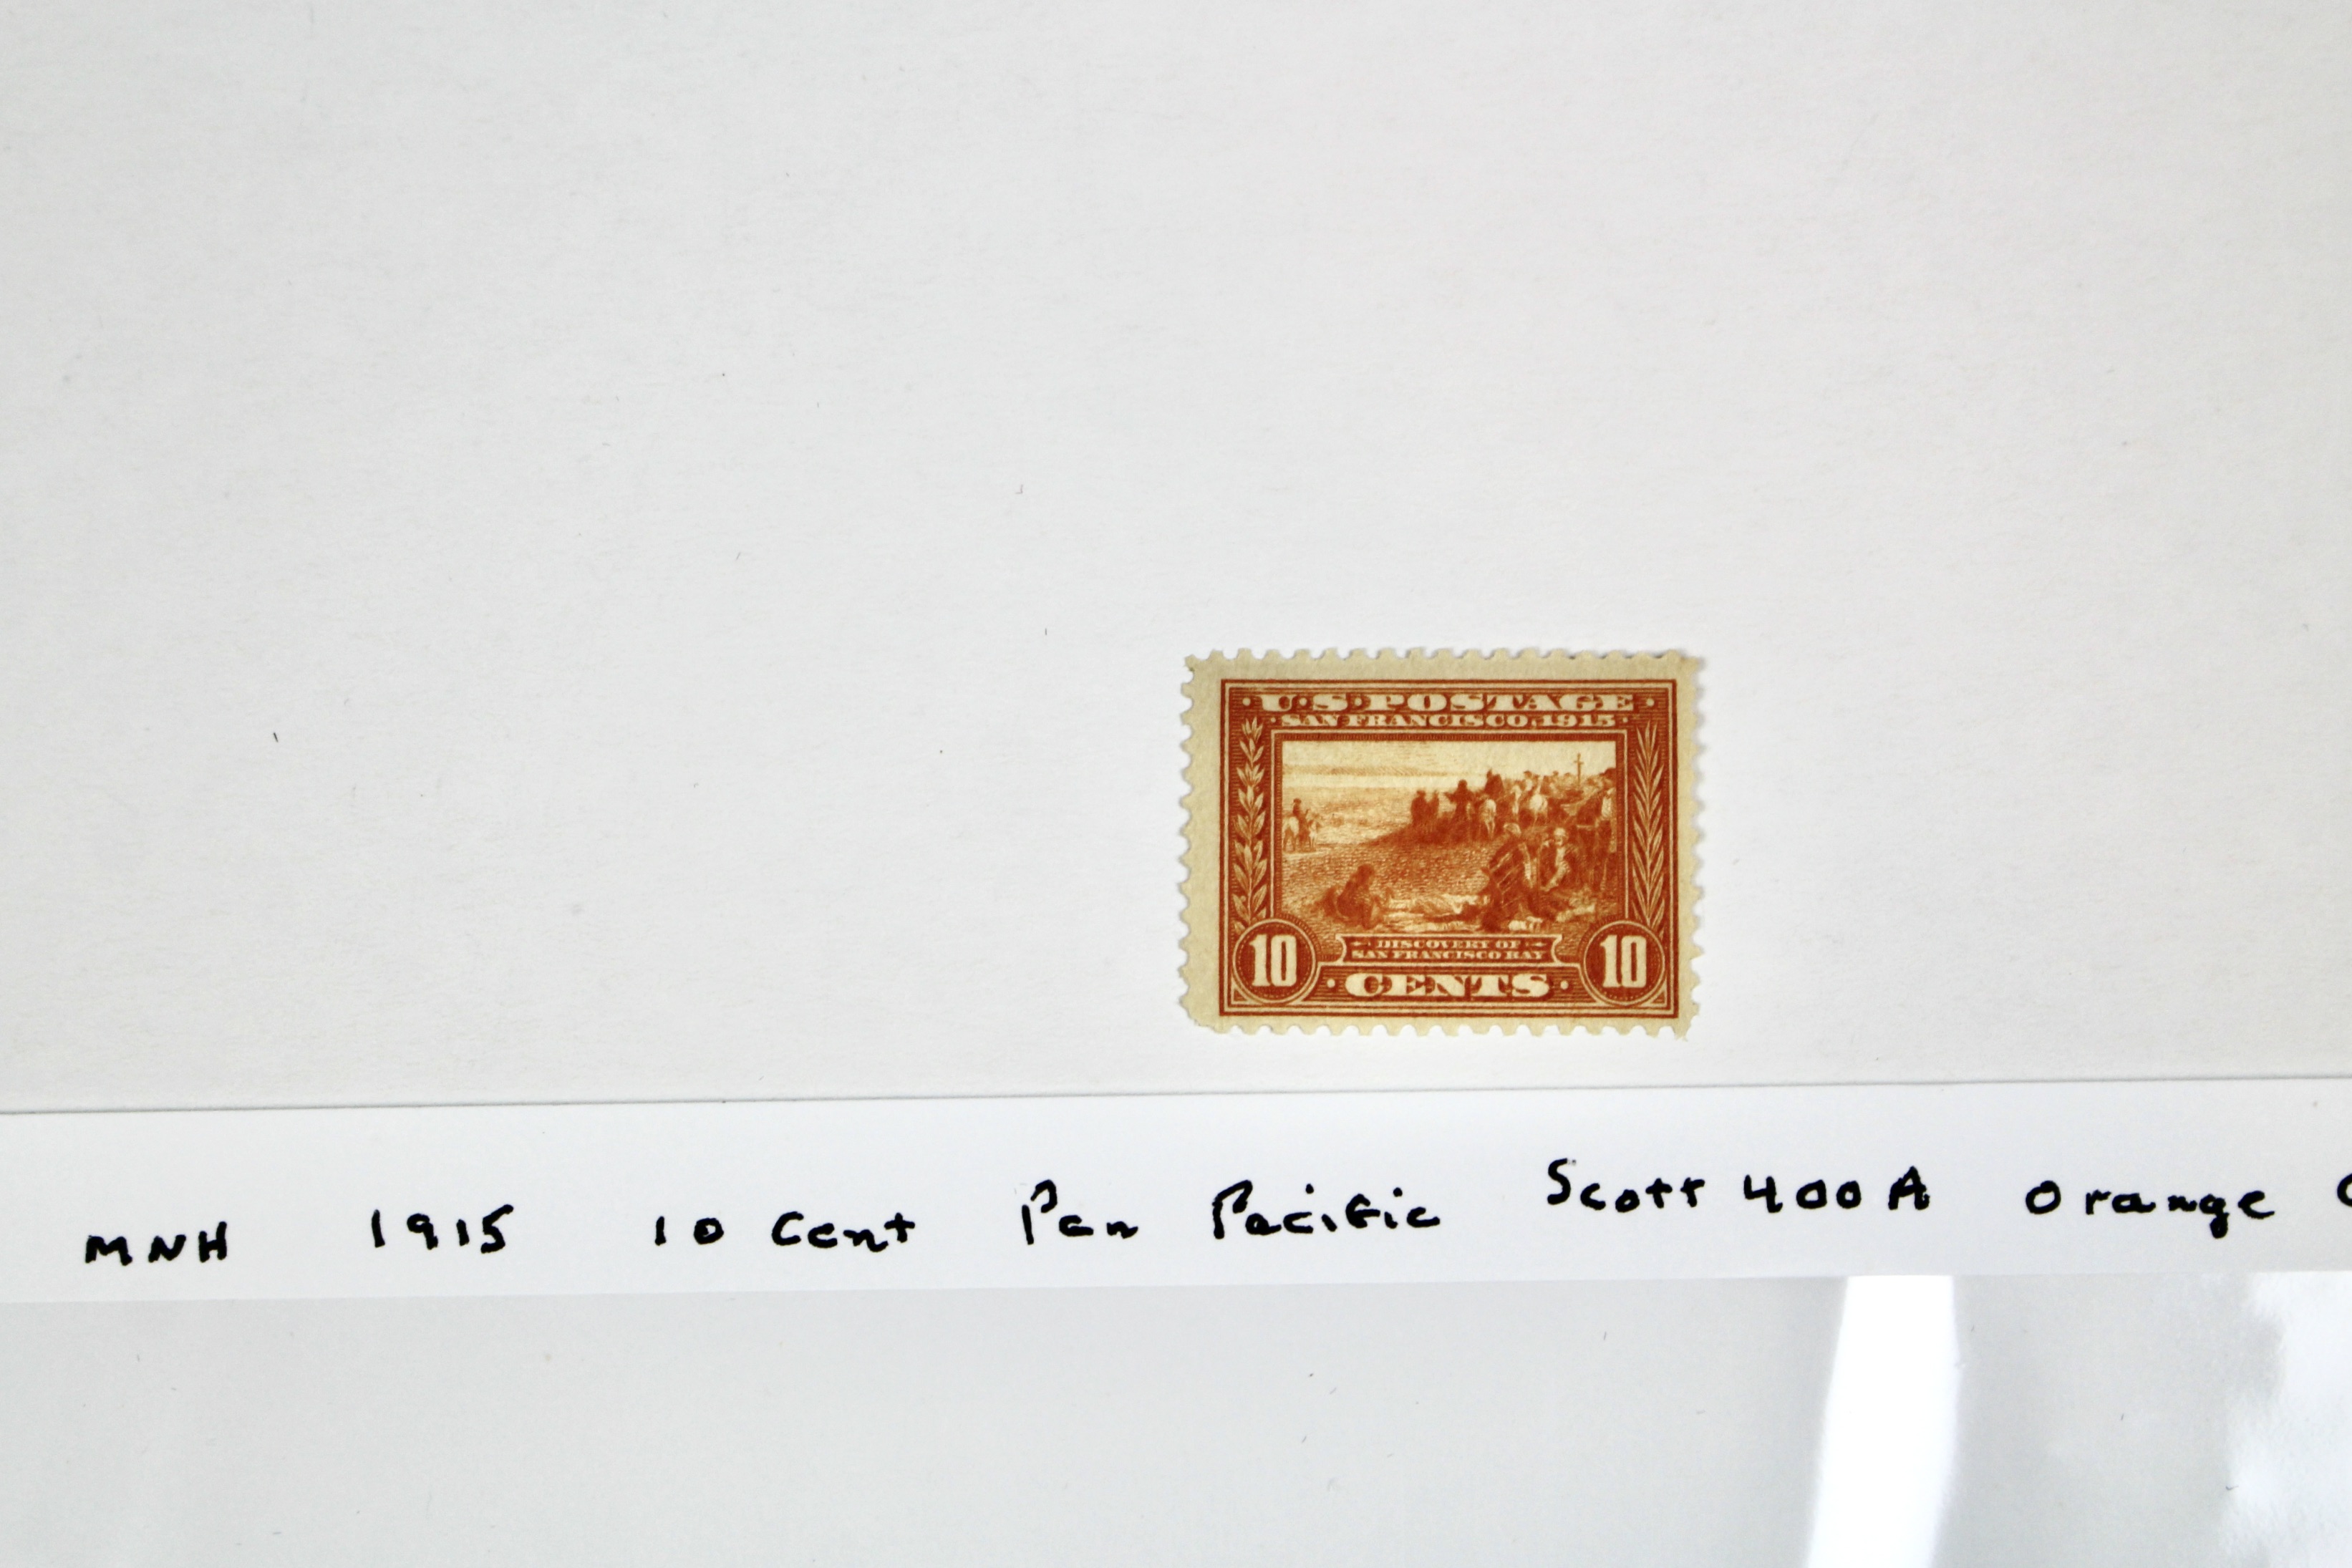 U·S·POSTAGE
SAN FRANCISCO, 1915
10 DISCOVERY OF 10
SAN FRANCISCO BAY
CENTS
MNH 1915 10 Cent Pan Pacific Scott 400A Orange